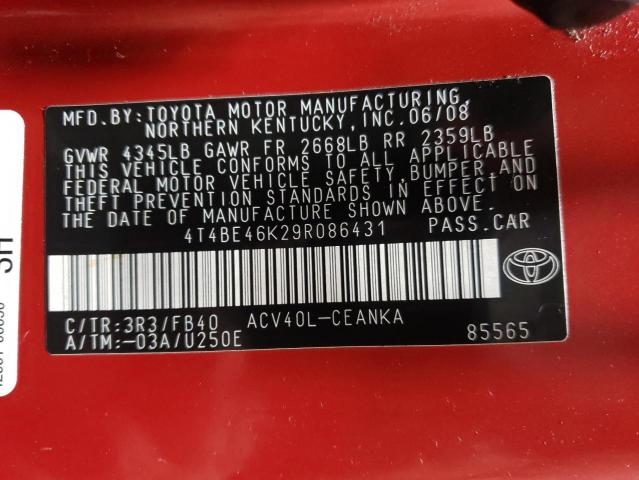 MFD.BY:TOYOTA MOTOR MANUFACTURING,
NORTHERN KENTUCKY,INC.06/08
GVWR 4345LB GAWR FR 2668LB RR 2359LB
THIS VEHICLE CONFORMS TO ALL APPLICABLE
FEDERAL MOTOR VEHICLE SAFETY,BUMPER,AND
THEFT PREVENTION STANDARDS IN EFFECT ON
THE DATE OF MANUFACTURE SHOWN ABOVE.
4T4BE46K29R086431 PASS.CAR
C/TR:3R3/FB40 ACV40L-CEANKA
A/TM:-03A/U250E 85565